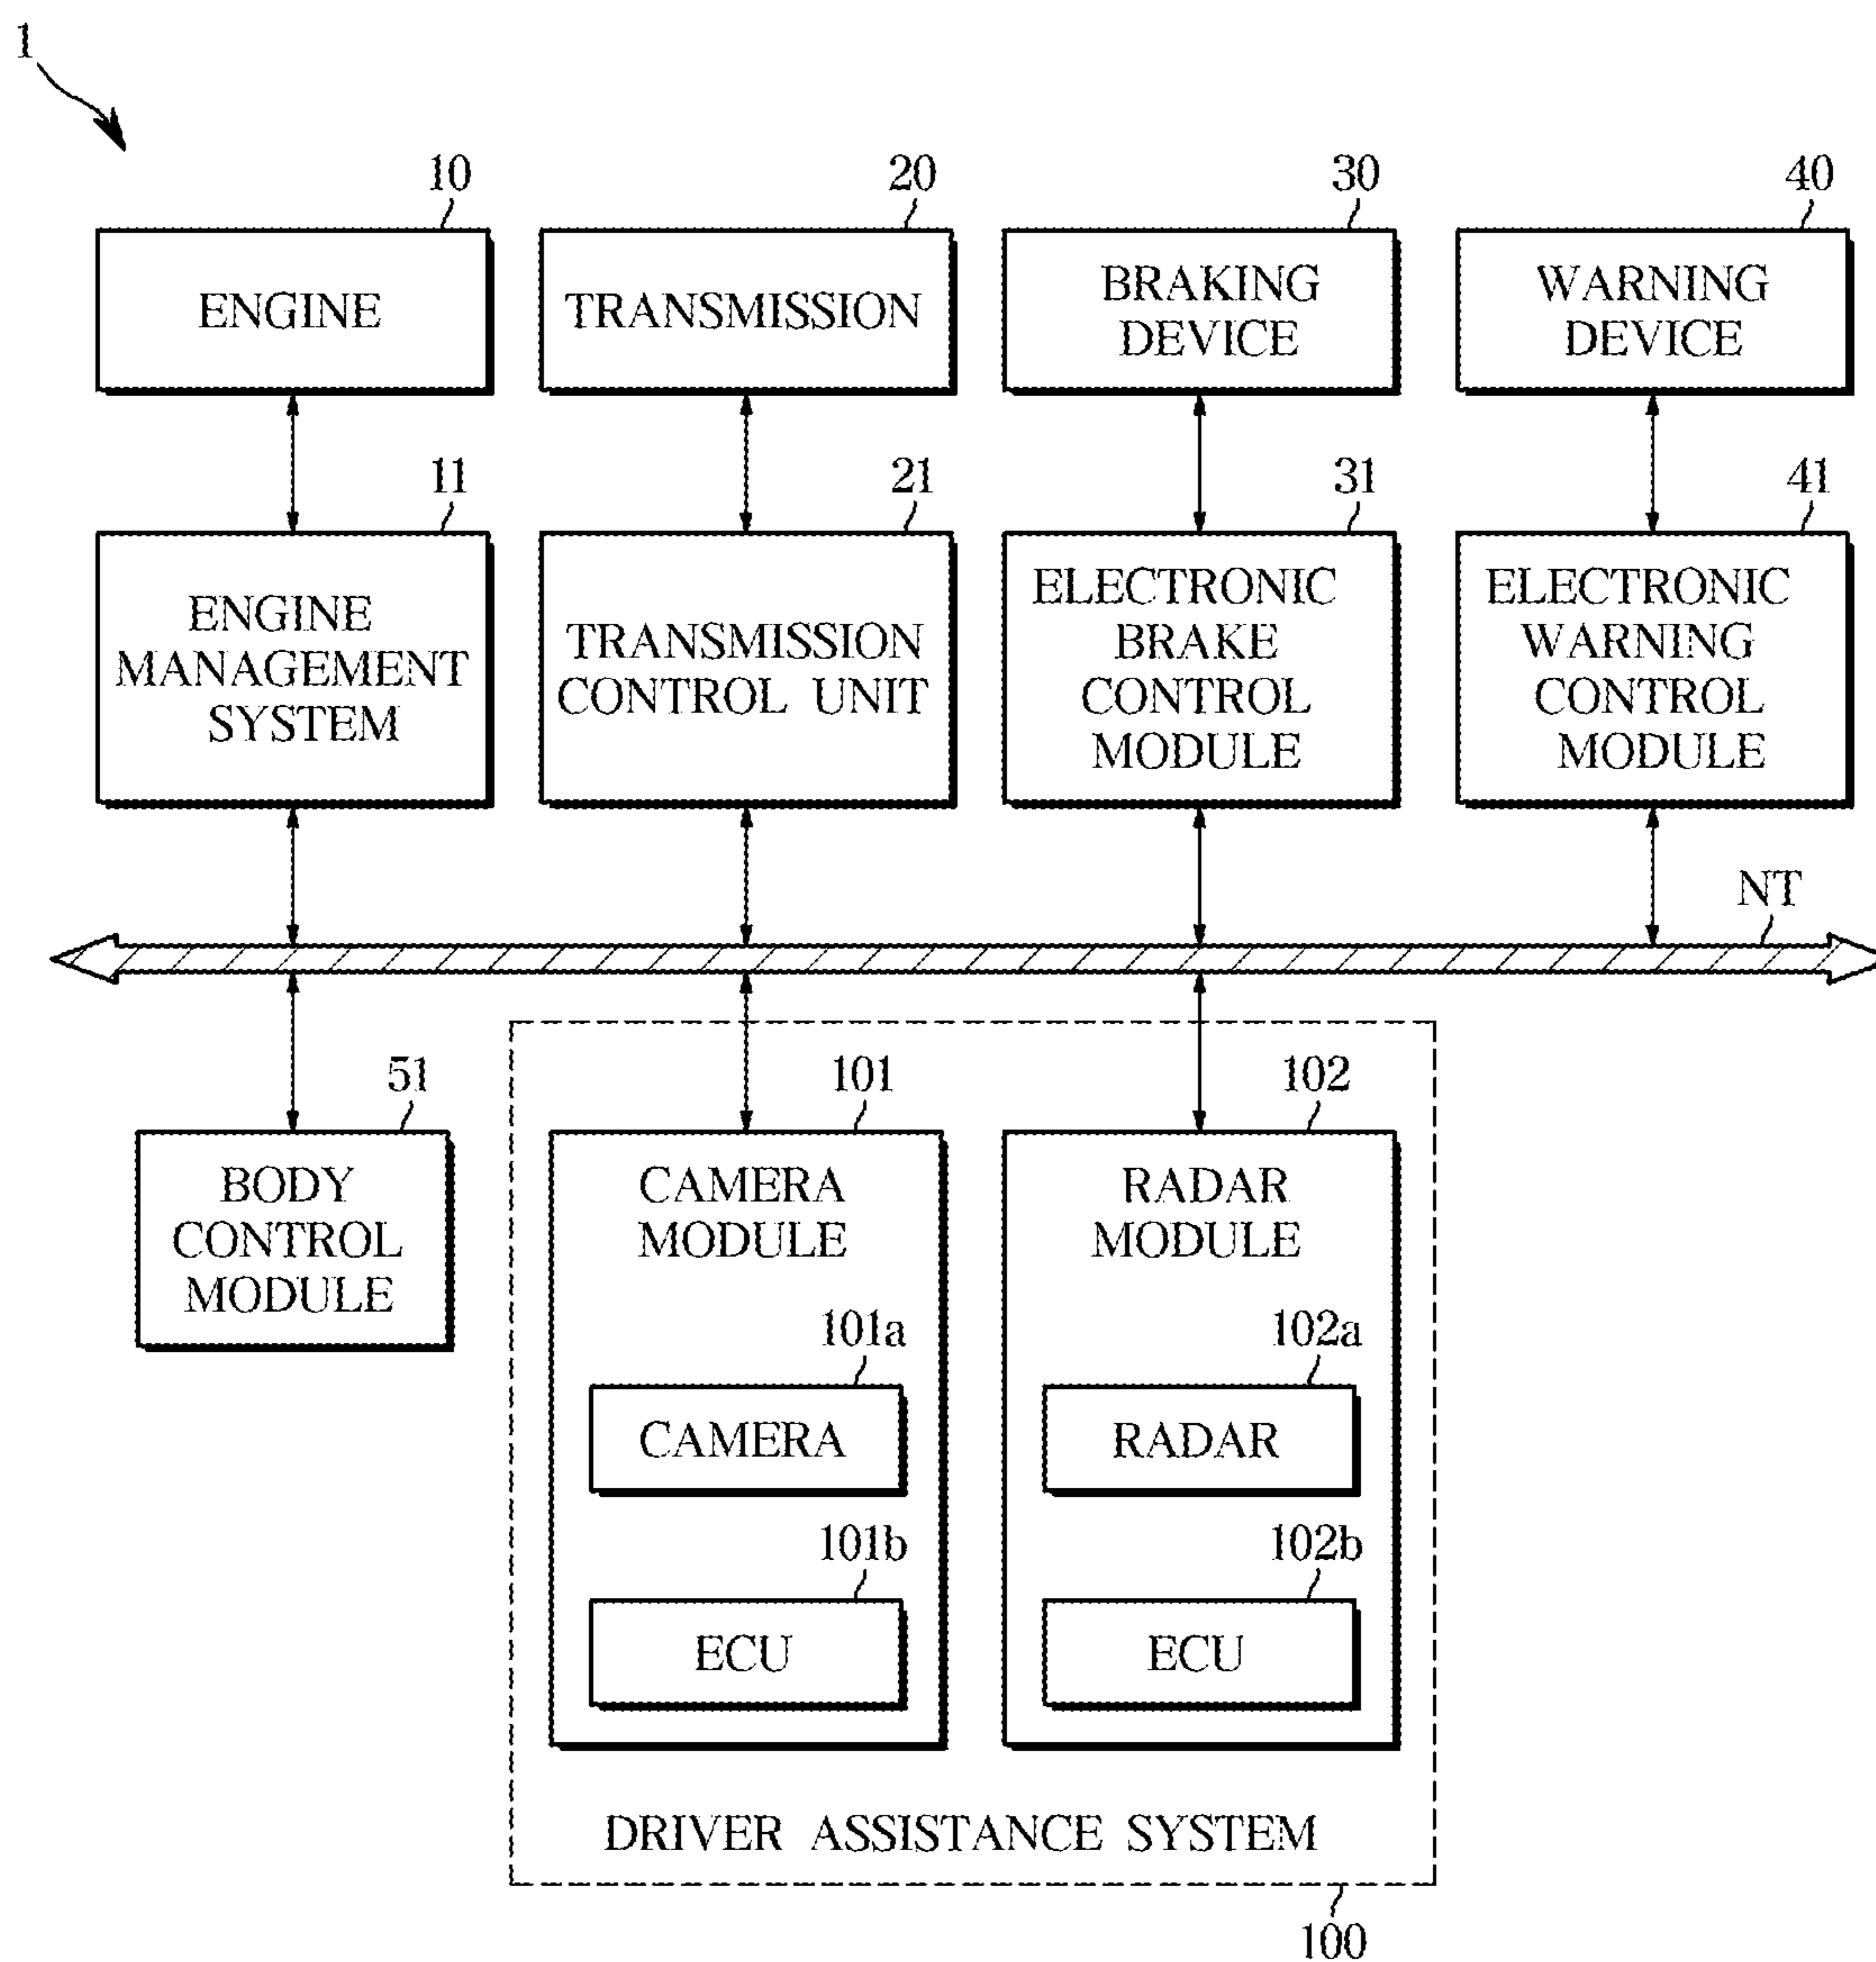 1
10
20
30
40
ENGINE
TRANSMISSION
BRAKING
DEVICE
WARNING
DEVICE
11
21
31
41
ENGINE
MANAGEMENT
SYSTEM
TRANSMISSION
CONTROL UNIT
ELECTRONIC
BRAKE
CONTROL
MODULE
ELECTRONIC
WARNING
CONTROL
MODULE
NT
51
101
102
BODY
CONTROL
MODULE
CAMERA
MODULE
RADAR
MODULE
101a
102a
CAMERA
RADAR
101b
102b
ECU
ECU
DRIVER ASSISTANCE SYSTEM
100